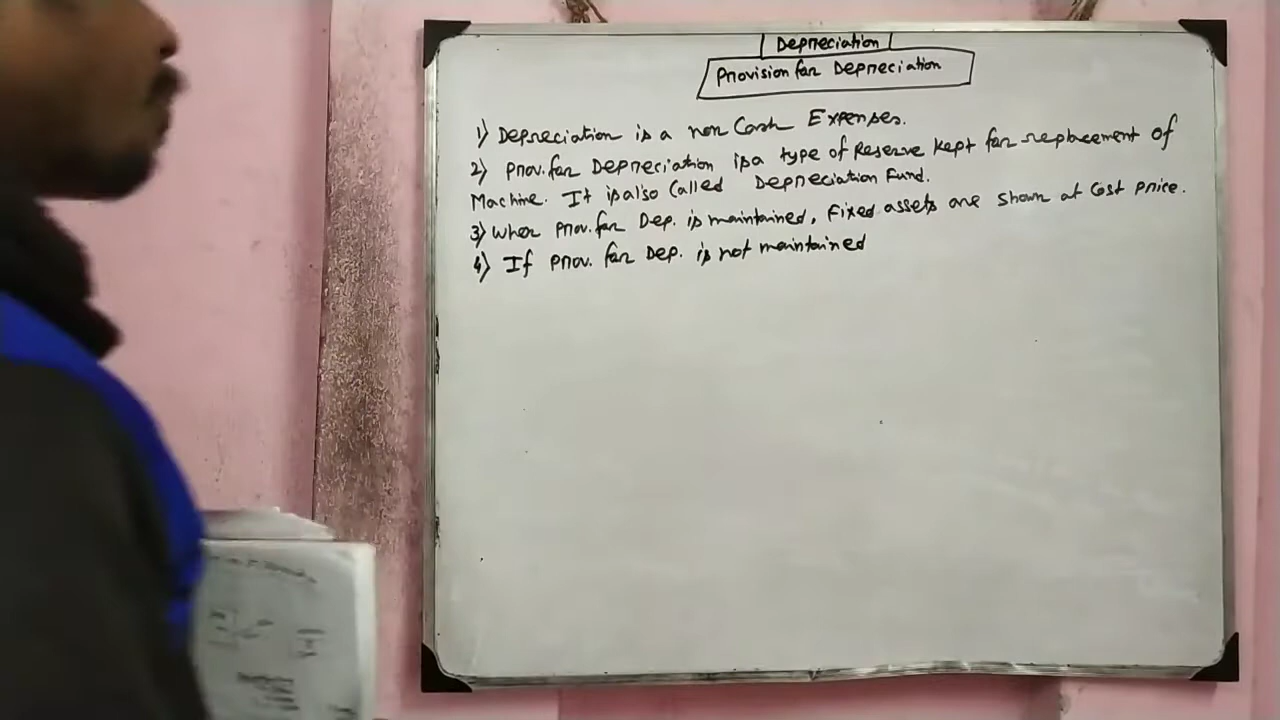 Depreciation
Provision for Depreciation
1) Depreciation is a non Cash Expenses.
2) Prov. for Depreciation is a type of Reserve kept for replacement of
Machine. It is also called Depreciation Fund.
3) When Prov. for Dep. is maintained, Fixed assets are shown at Cost price.
4) If Prov. for Dep. is not maintained